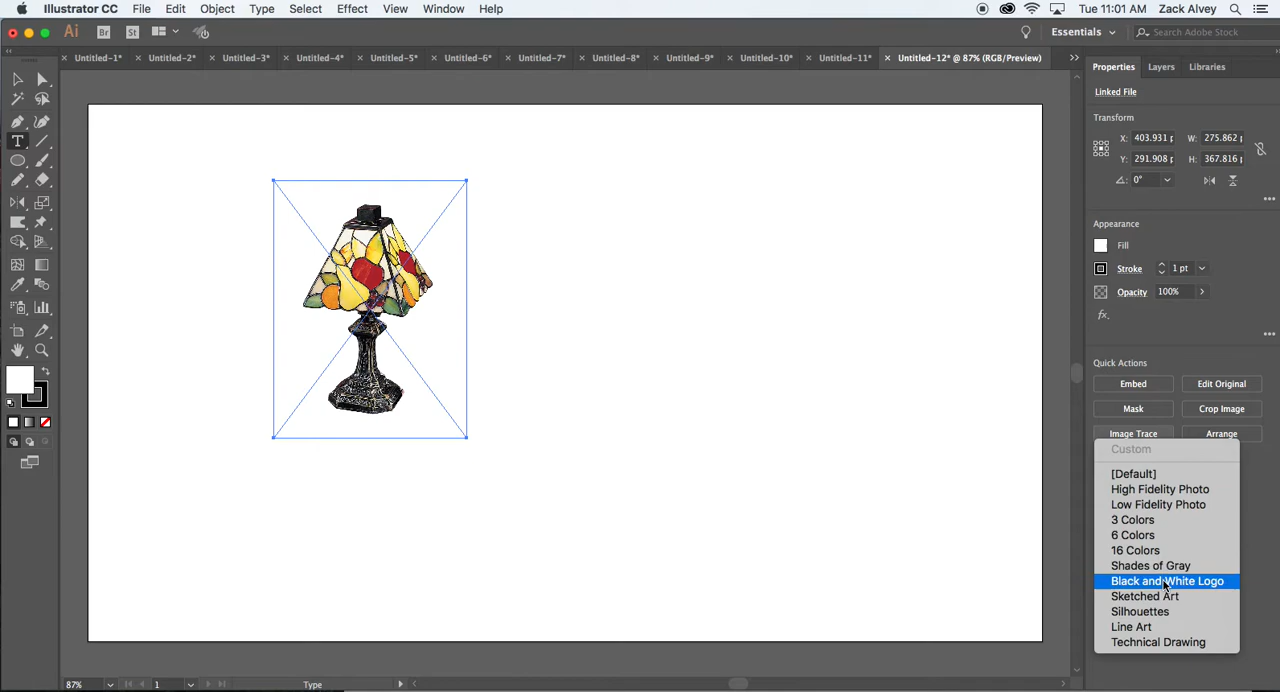 Illustrator CC File Edit Object Type Select Effect View Window Help Tue 11:01 AM Zack Alvey
Ai Br St Essentials Search Adobe Stock
Untitled-1* Untitled-2* Untitled-3* Untitled-4* Untitled-5* Untitled-6* Untitled-7* Untitled-8* Untitled-9* Untitled-10* Untitled-11* Untitled-12* @ 87% (RGB/Preview)
Properties Layers Libraries
Linked File
Transform
X: 403.931 W: 275.862
Y: 291.908 H: 367.816
0°
Appearance
Fill
Stroke 1 pt
Opacity 100%
fx.
Quick Actions
Embed Edit Original
Mask Crop Image
Image Trace Arrange
Custom
[Default]
High Fidelity Photo
Low Fidelity Photo
3 Colors
6 Colors
16 Colors
Shades of Gray
Black and White Logo
Sketched Art
Silhouettes
Line Art
Technical Drawing
87% 1 Type